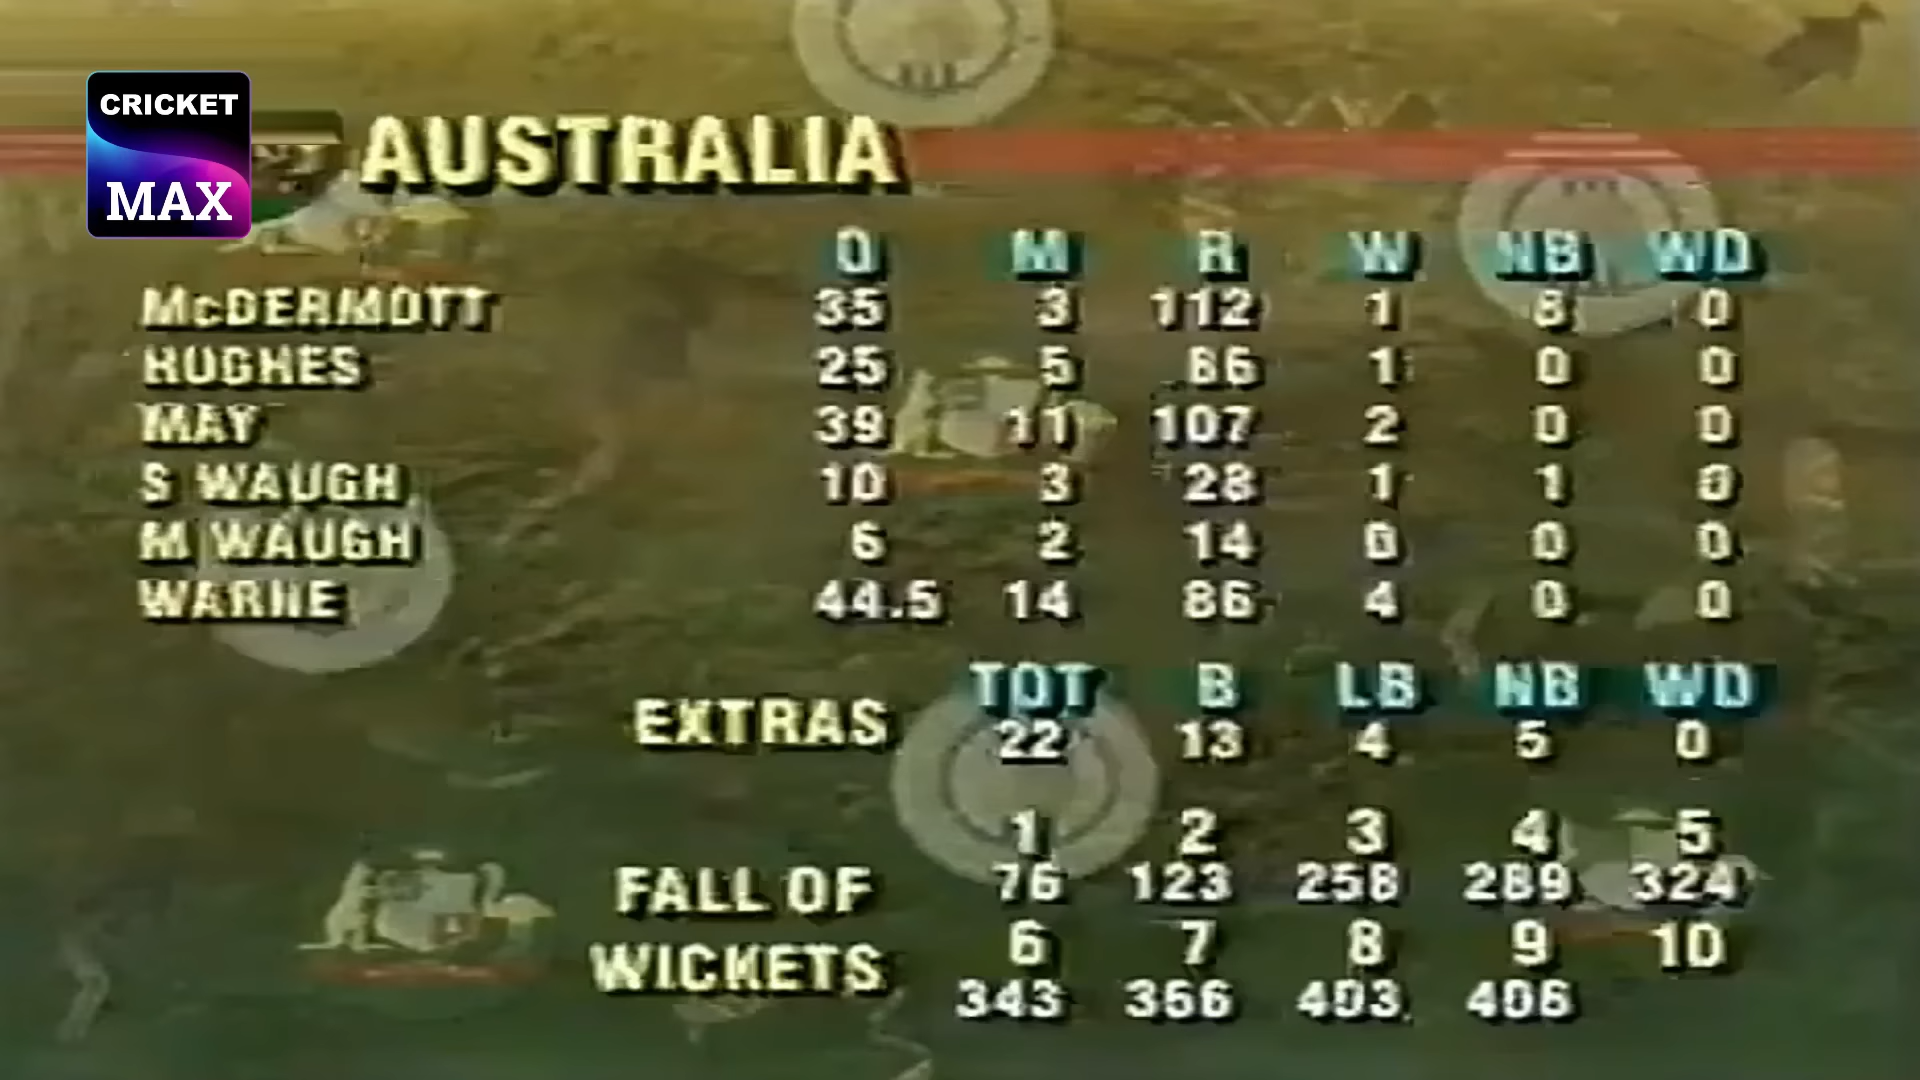 CRICKET
MAX
AUSTRALIA
O M R W NB WD
McDERMOTT 35 3 112 1 8 0
HUGHES 25 5 66 1 0 0
MAY 39 11 107 2 0 0
S WAUGH 10 3 28 1 1 0
M WAUGH 6 2 14 0 0 0
WARNE 44.5 14 86 4 0 0
TOT B LB NB WD
EXTRAS 22 13 4 5 0
1 2 3 4 5
FALL OF 76 123 258 289 324
6 7 8 9 10
WICKETS 343 403